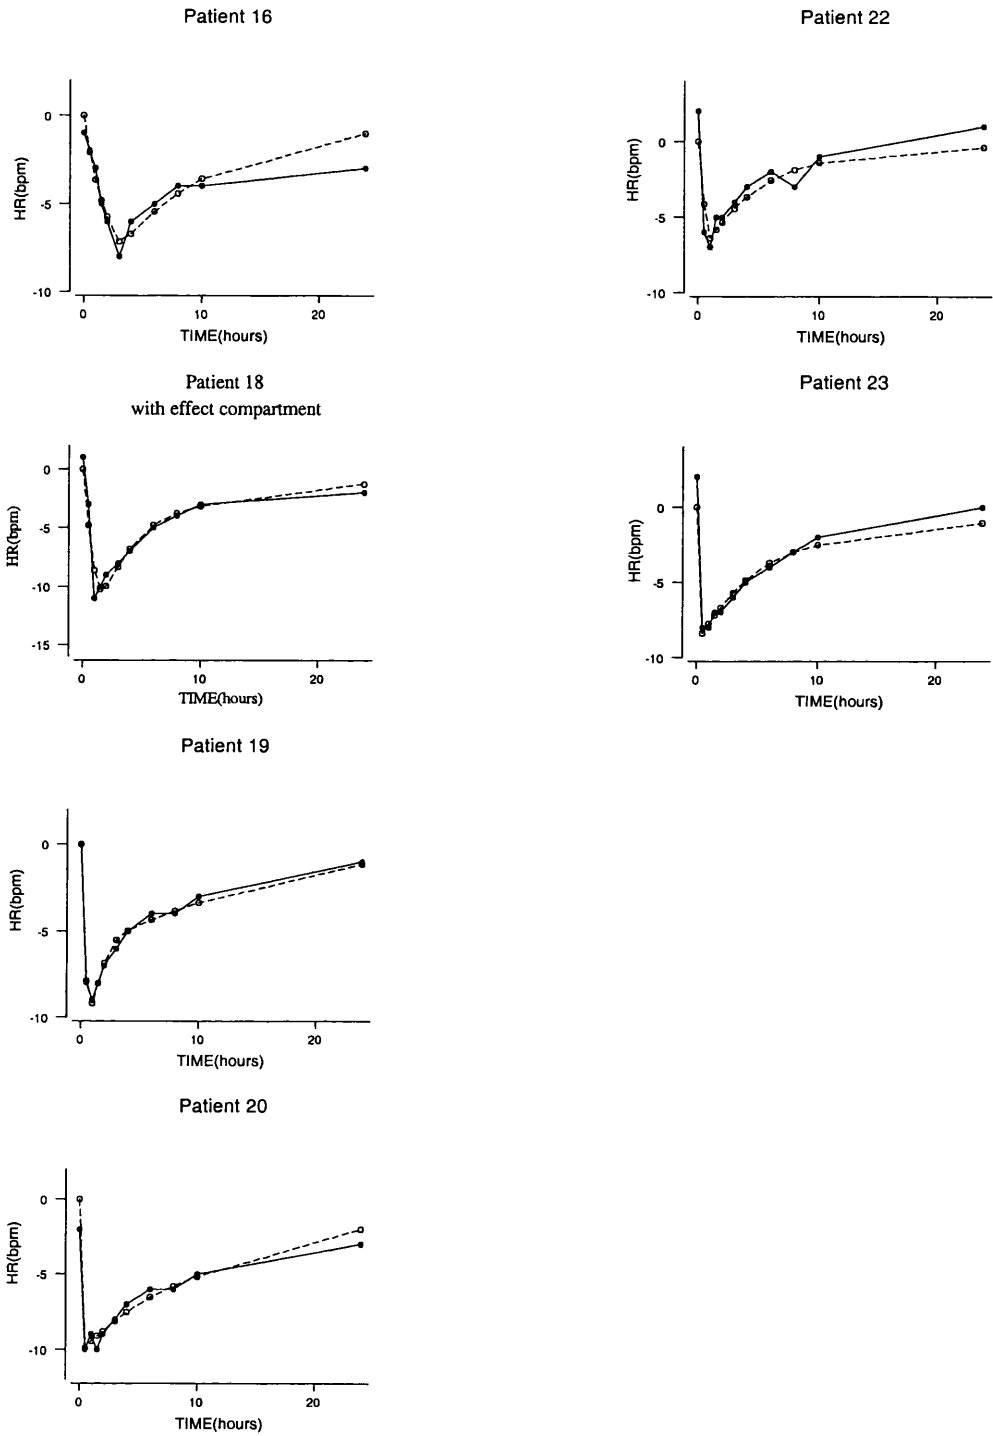 Patient 16
HR(bpm)
0
-5
-10
0 10 20
TIME(hours)
Patient 22
HR(bpm)
0
-5
-10
0 10 20
TIME(hours)
Patient 18
with effect compartment
HR(bpm)
0
-5
-10
-15
0 10 20
TIME(hours)
Patient 23
HR(bpm)
0
-5
-10
0 10 20
TIME(hours)
Patient 19
HR(bpm)
0
-5
-10
0 10 20
TIME(hours)
Patient 20
HR(bpm)
0
-5
-10
0 10 20
TIME(hours)